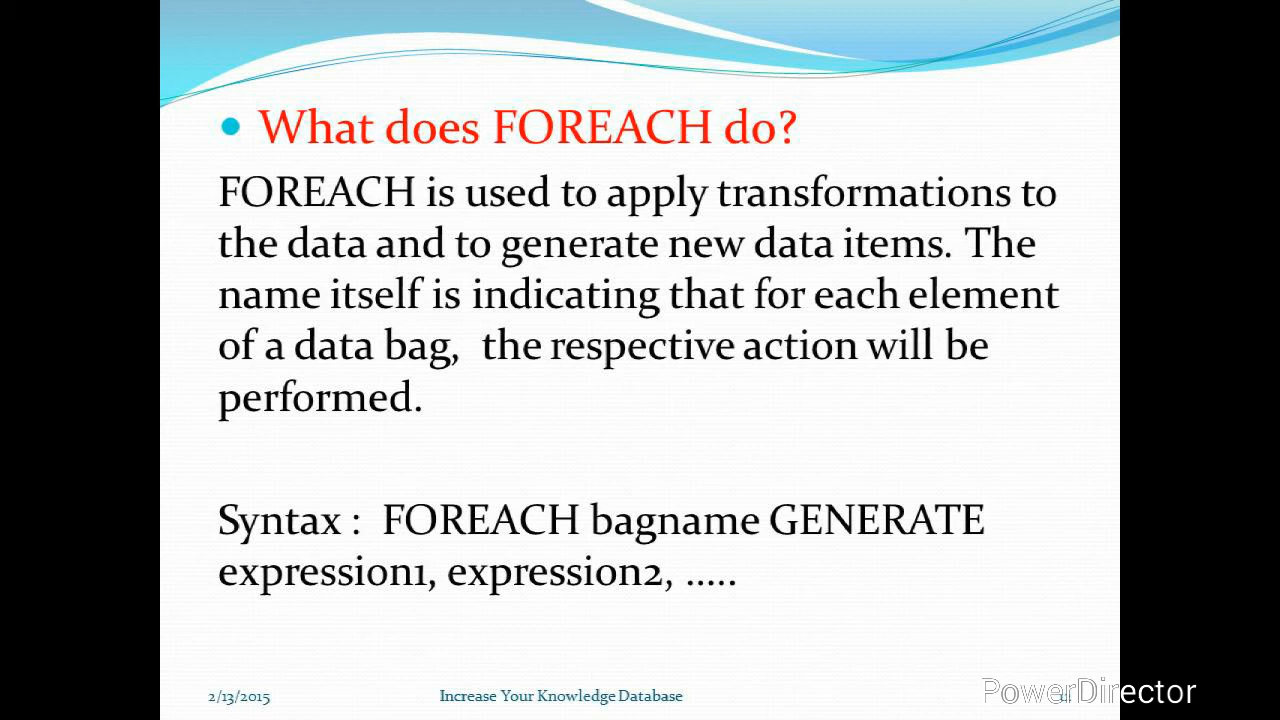 What does FOREACH do?
FOREACH is used to apply transformations to
the data and to generate new data items. The
name itself is indicating that for each element
of a data bag, the respective action will be
performed.
Syntax : FOREACH bagname GENERATE
expression1, expression2, .....
2/13/2015
Increase Your Knowledge Database
PowerDirector